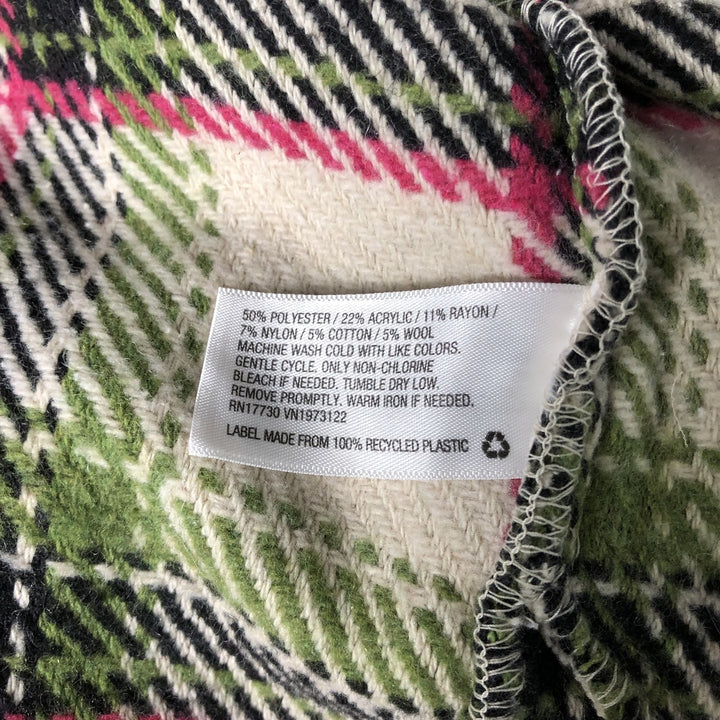 50% POLYESTER / 22% ACRYLIC / 11% RAYON /
7% NYLON / 5% COTTON / 5% WOOL
MACHINE WASH COLD WITH LIKE COLORS.
GENTLE CYCLE. ONLY NON-CHLORINE
BLEACH IF NEEDED. TUMBLE DRY LOW.
REMOVE PROMPTLY. WARM IRON IF NEEDED.
RN17730 VN1973122
LABEL MADE FROM 100% RECYCLED PLASTIC